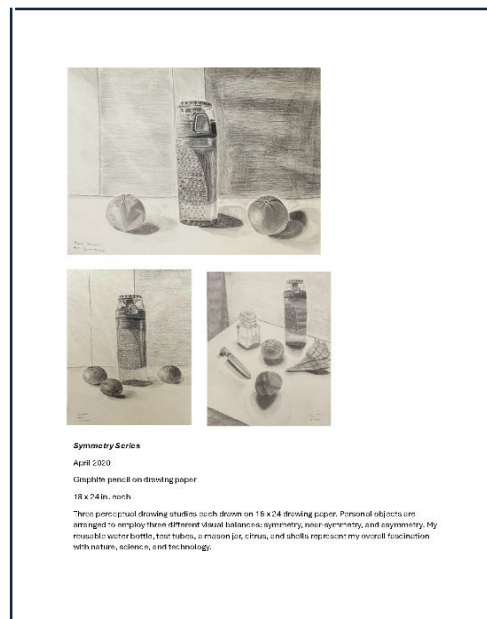 Symmetry Series
April 2020
Graphite pencil on drawing paper
18 x 24 in. each
Three perceptual drawing studies each drawn on 18 x 24 drawing paper. Personal objects are
arranged to employ three different visual balances: symmetry, near-symmetry, and asymmetry. My
reusable water bottle, test tubes, a mason jar, citrus, and shells represent my overall fascination
with nature, science, and technology.